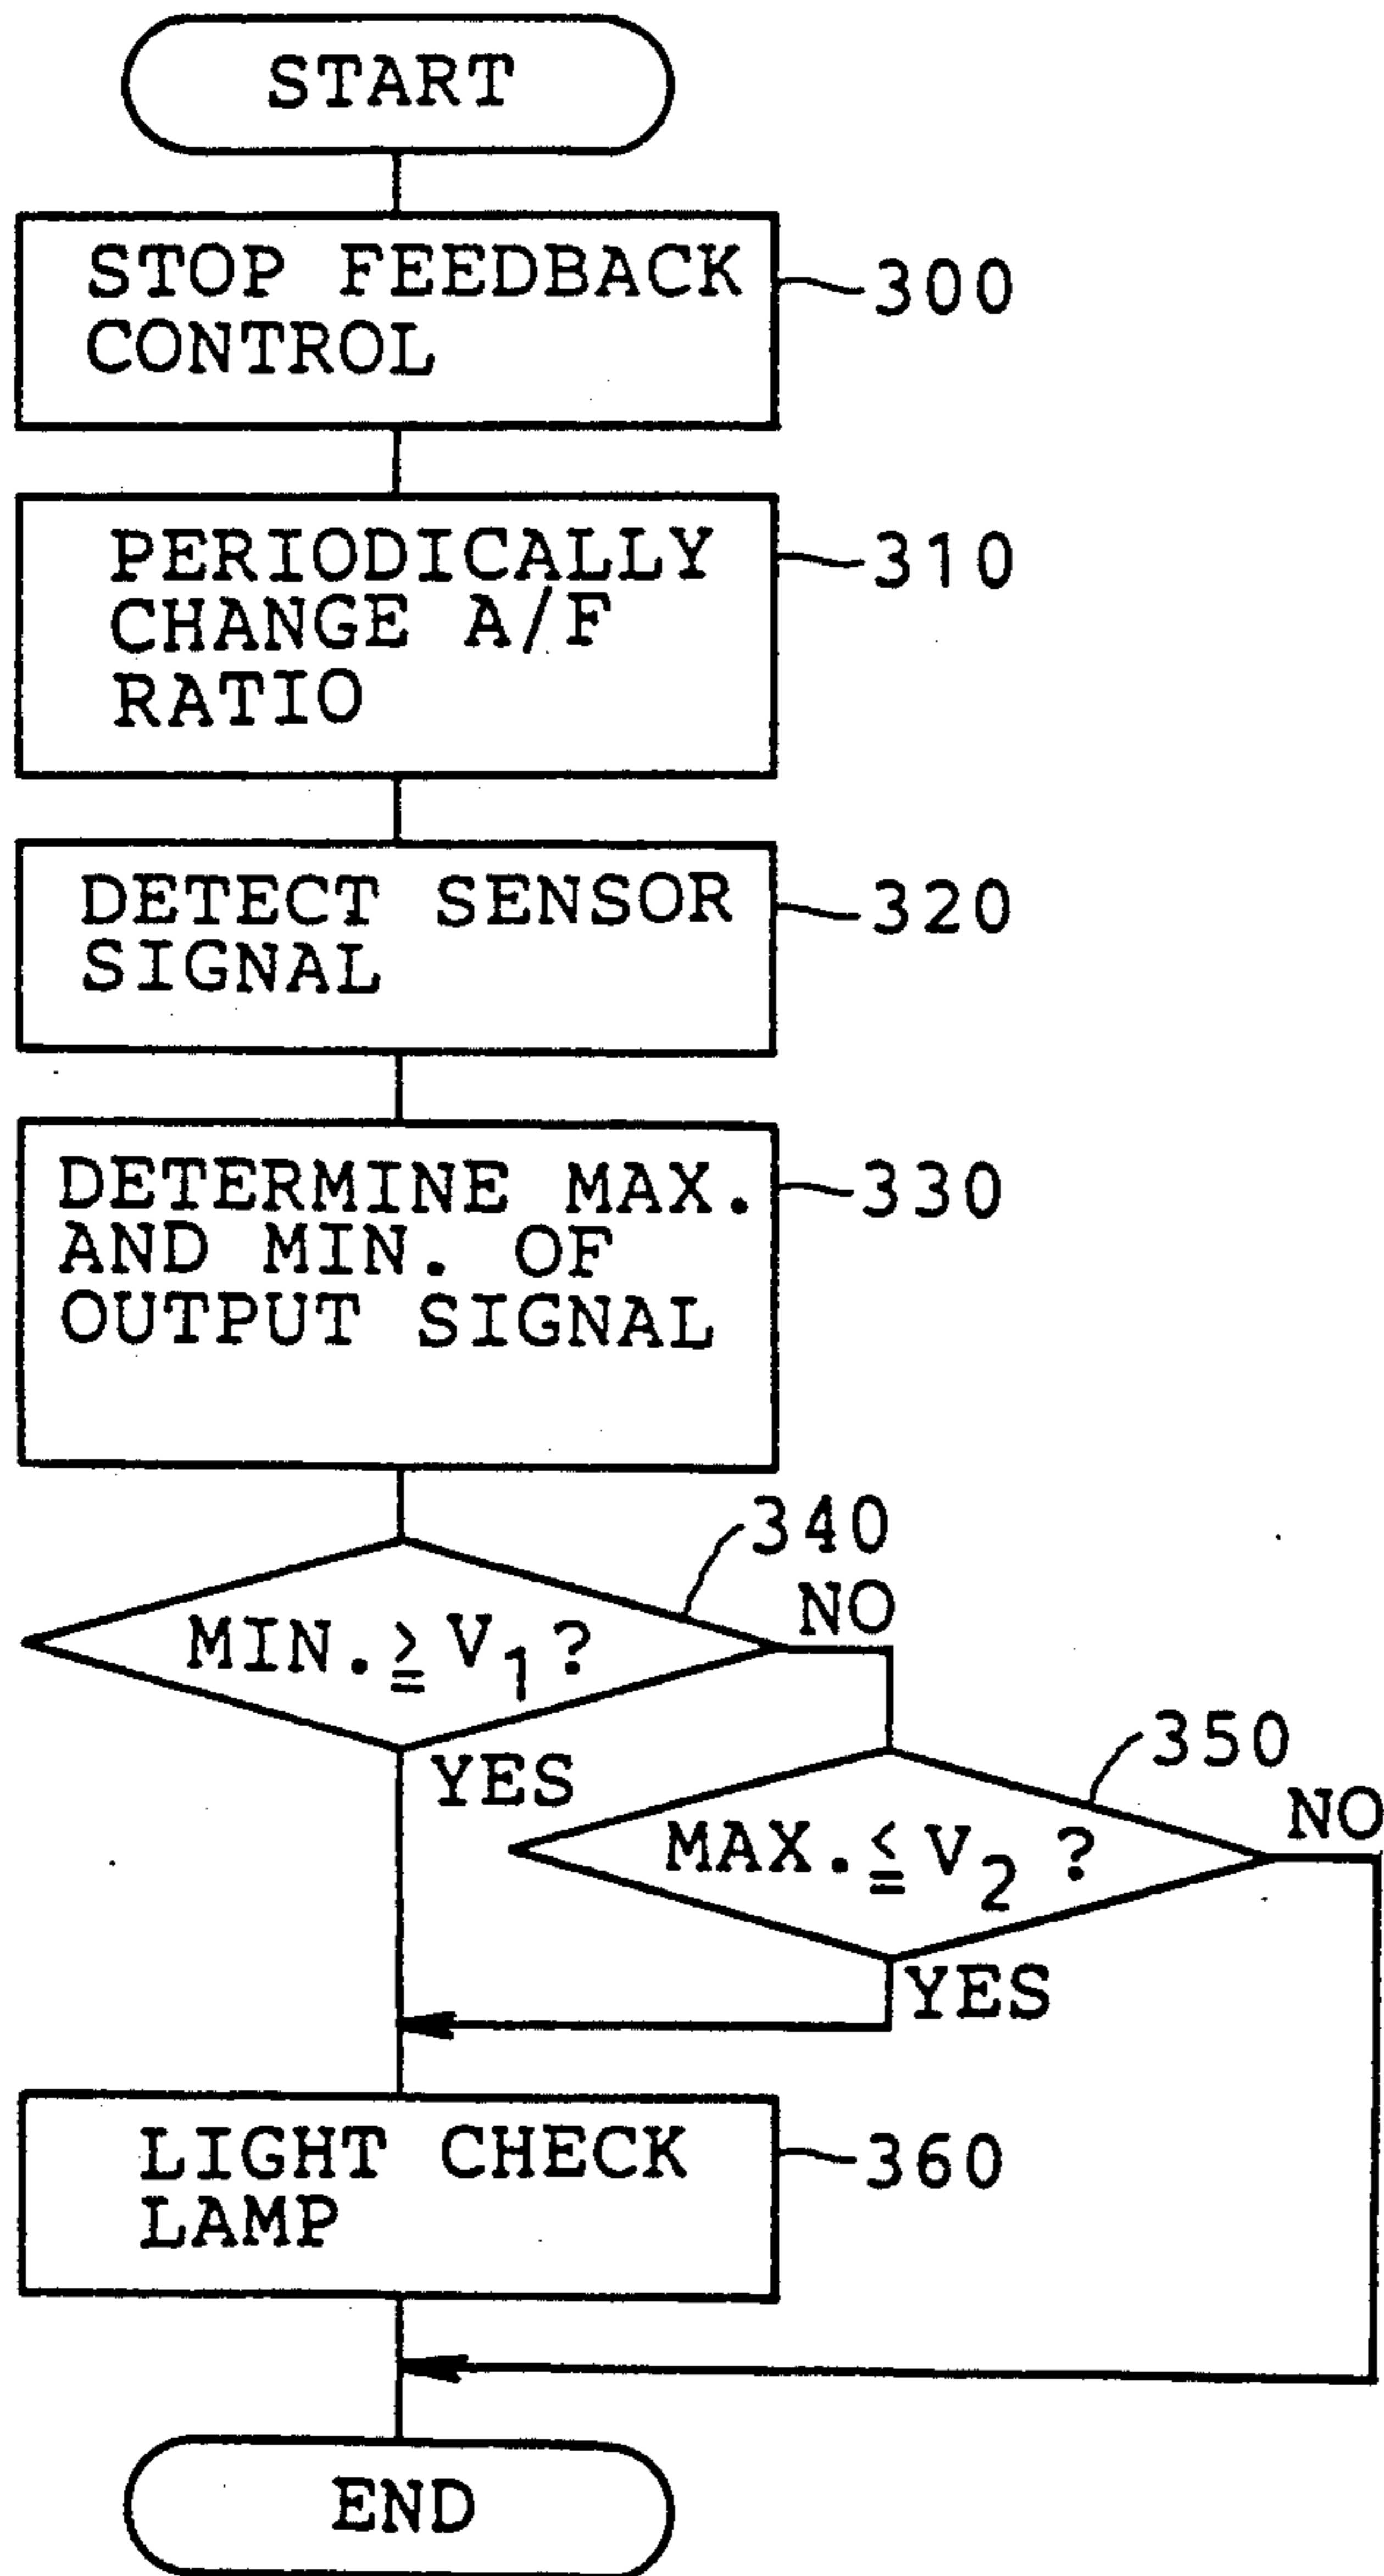 START
STOP FEEDBACK
CONTROL
300
PERIODICALLY
CHANGE A/F
RATIO
310
DETECT SENSOR
SIGNAL
320
DETERMINE MAX.
AND MIN. OF
OUTPUT SIGNAL
330
340
MIN. ≧ V₁ ?
NO
YES
350
MAX. ≦ V₂ ?
NO
YES
LIGHT CHECK
LAMP
360
END